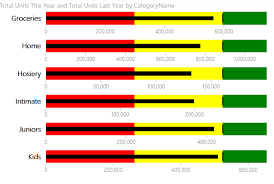 Total Units This Year and Total Units Last Year by CategoryName
Groceries
0 200,000 400,000 600,000
Home
0 200,000 400,000 600,000 800,000 1,000,000
Hosiery
0 50,000 100,000 150,000 200,000 250,000
Intimate
0 100,000 200,000
Juniors
0 200,000 400,000
Kids
0 200,000 400,000 600,000